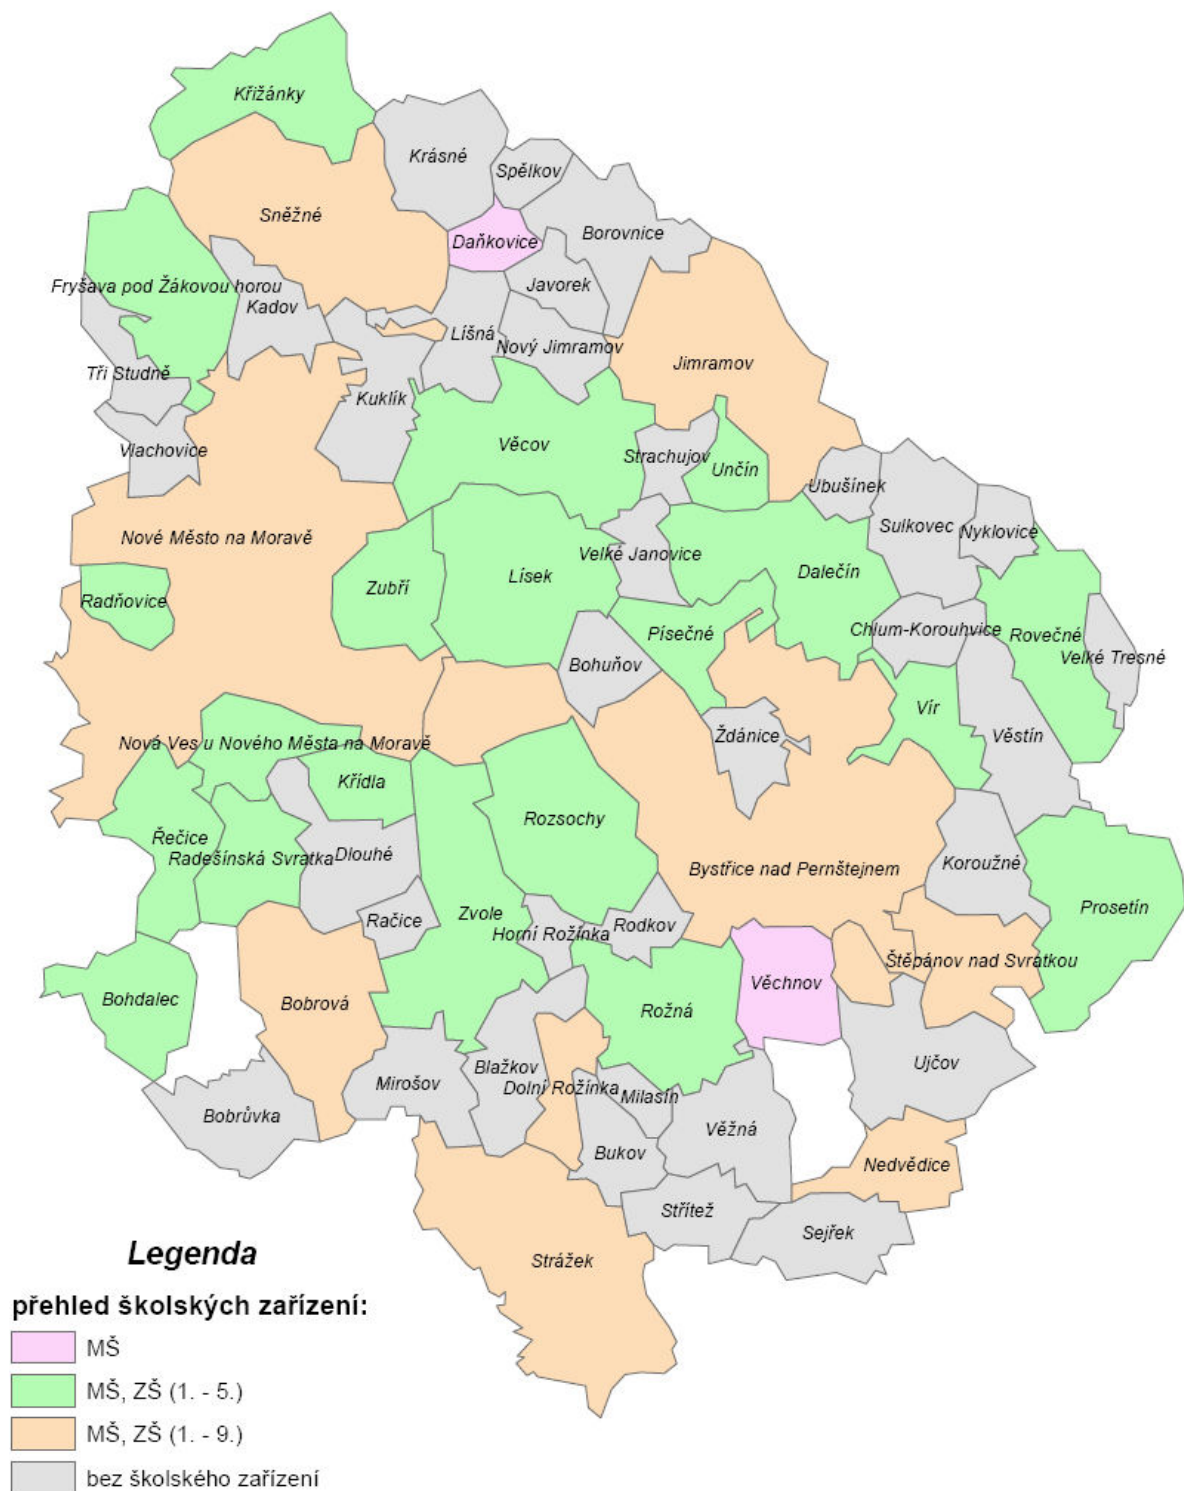 Křižánky
Krásné
Spělkov
Sněžné
Borovnice
Daňkovice
Fryšava pod Žákovou horou
Javorek
Kadov
Líšná
Nový Jimramov
Jimramov
Tři Studně
Kuklík
Vlachovice
Věcov
Strachujov
Unčín
Ubušínek
Sulkovec
Nyklovice
Nové Město na Moravě
Velké Janovice
Lísek
Dalečín
Zubří
Radňovice
Písečné
Chlum-Korouhvice
Rovečné
Velké Tresné
Bohuňov
Vír
Ždánice
Věstín
Nová Ves u Nového Města na Moravě
Křídla
Rozsochy
Řečice
Radešínská Svratka
Dlouhé
Bystřice nad Pernštejnem
Koroužné
Prosetín
Račice
Zvole
Horní Rožínka
Rodkov
Štěpánov nad Svratkou
Bohdalec
Bobrová
Rožná
Věchnov
Ujčov
Blažkov
Mirošov
Dolní Rožínka
Milasín
Bobrůvka
Věžná
Bukov
Nedvědice
Střítež
Sejřek
Strážek
Legenda
přehled školských zařízení:
MŠ
MŠ, ZŠ (1. - 5.)
MŠ, ZŠ (1. - 9.)
bez školského zařízení